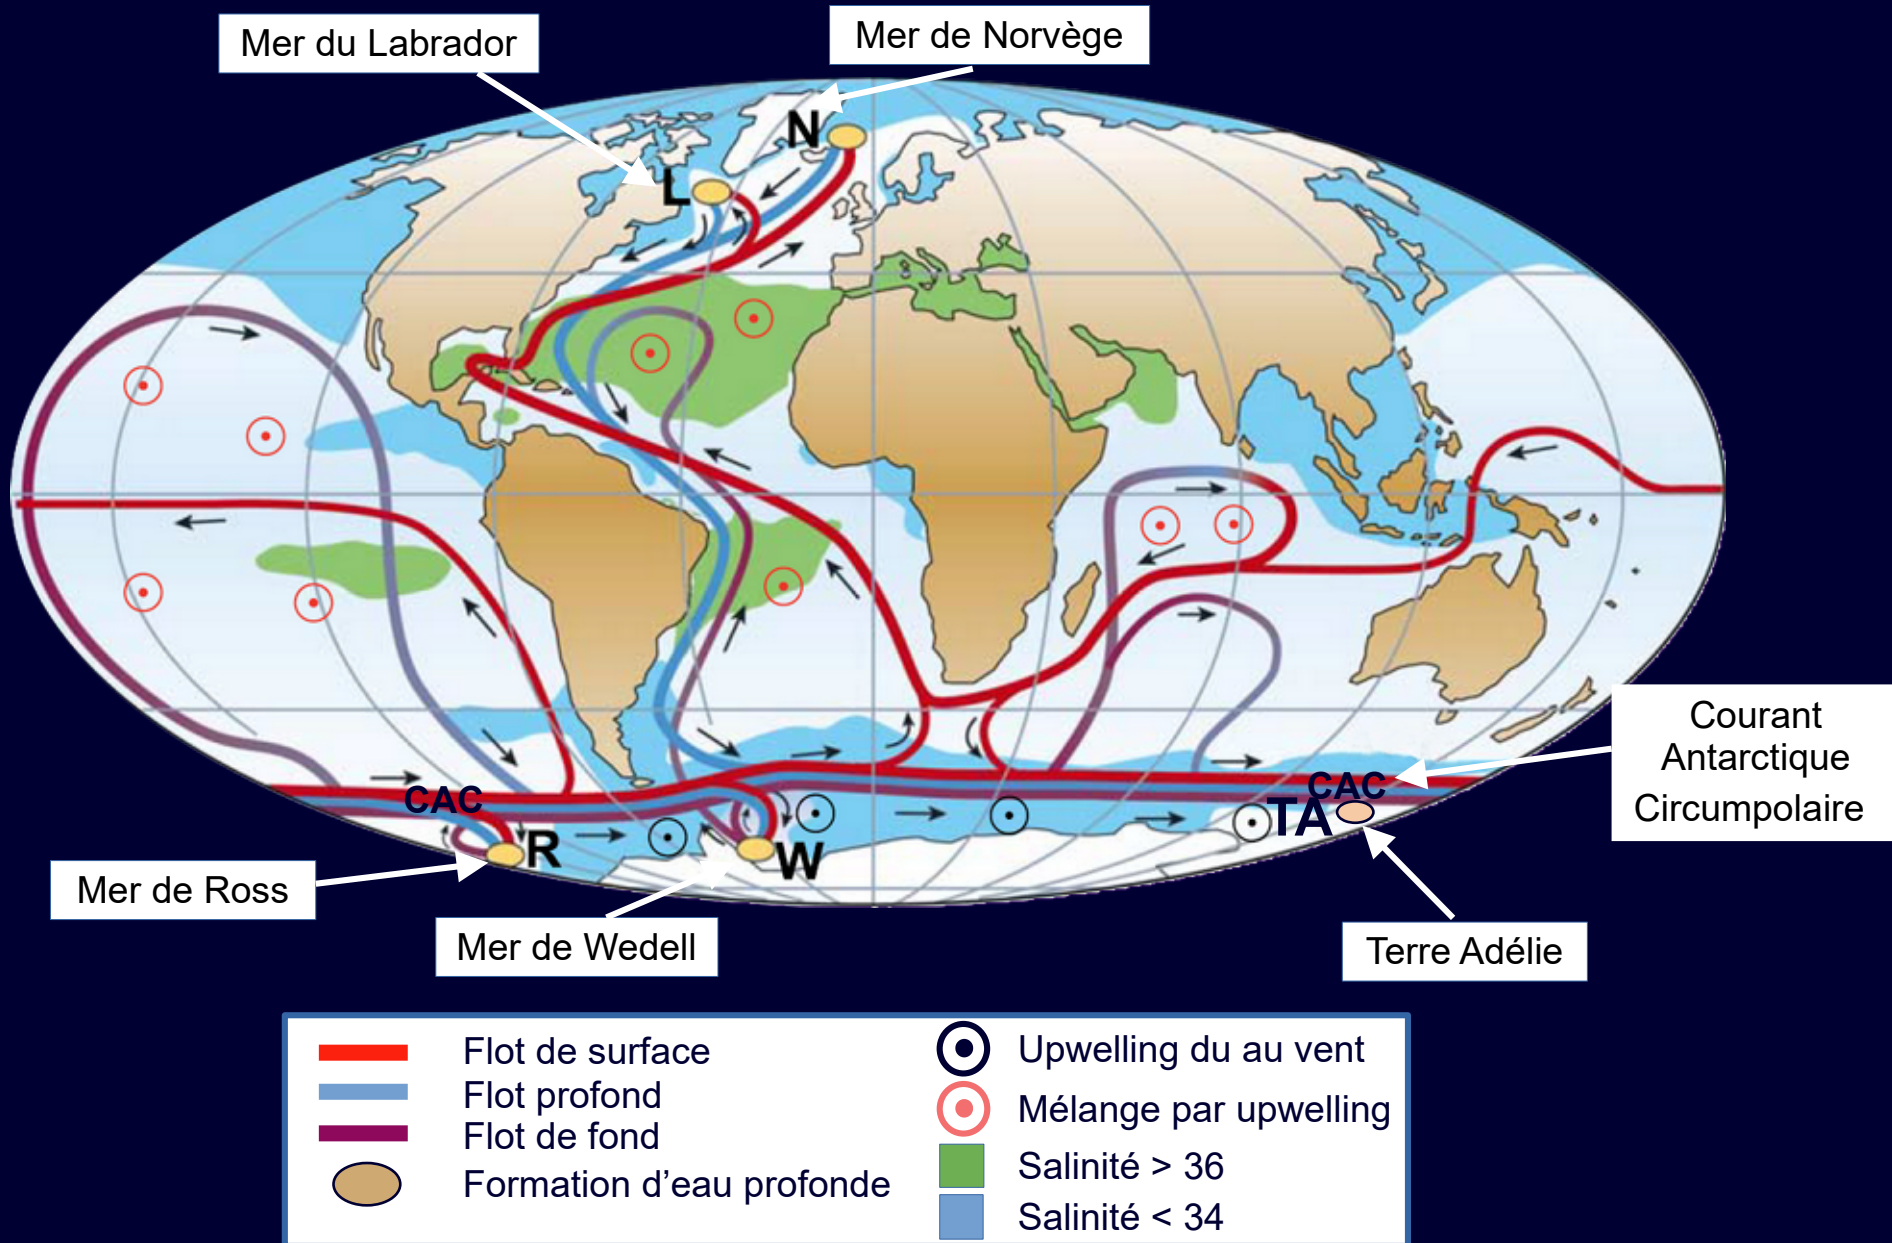 Mer du Labrador
Mer de Norvège
N
L
CAC
CAC
TA
R
W
Courant
Antarctique
Circumpolaire
Mer de Ross
Mer de Wedell
Terre Adélie
Flot de surface
Flot profond
Flot de fond
Formation d’eau profonde
Upwelling du au vent
Mélange par upwelling
Salinité > 36
Salinité < 34